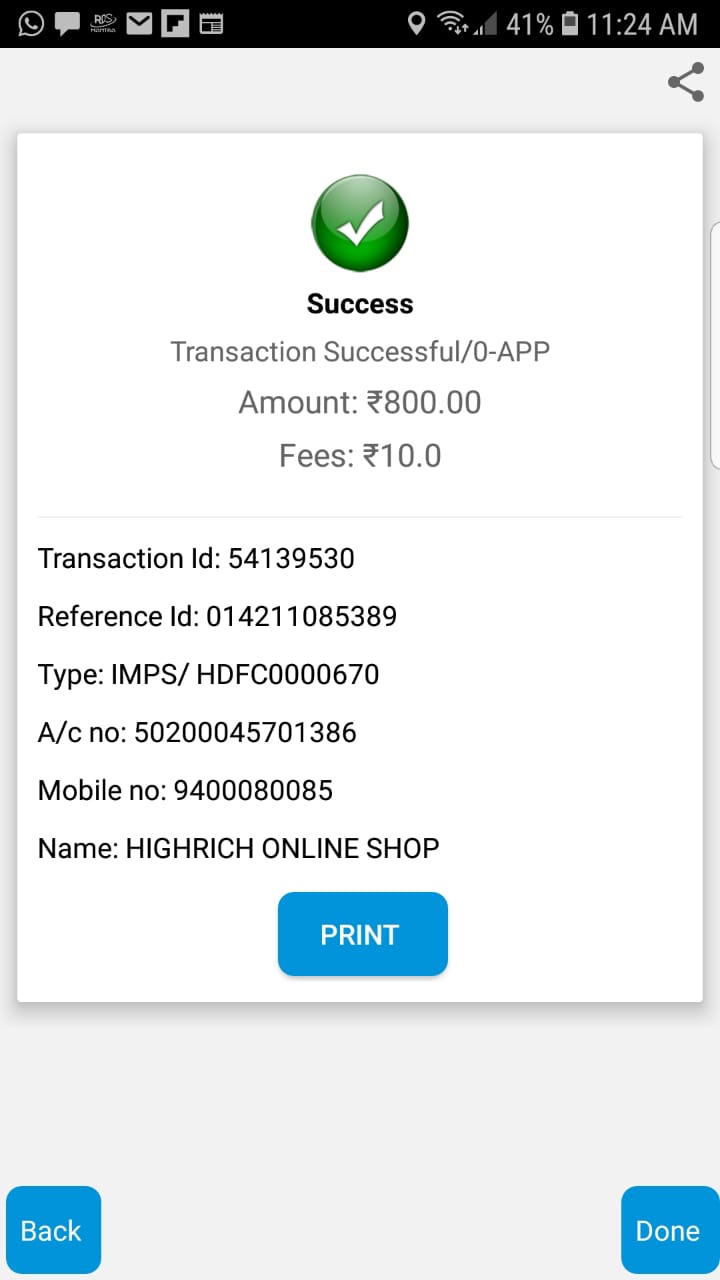 41% 11:24 AM
Success
Transaction Successful/0-APP
Amount: ₹800.00
Fees: ₹10.0
Transaction Id: 54139530
Reference Id: 014211085389
Type: IMPS/ HDFC0000670
A/c no: 50200045701386
Mobile no: 9400080085
Name: HIGHRICH ONLINE SHOP
PRINT
Back
Done